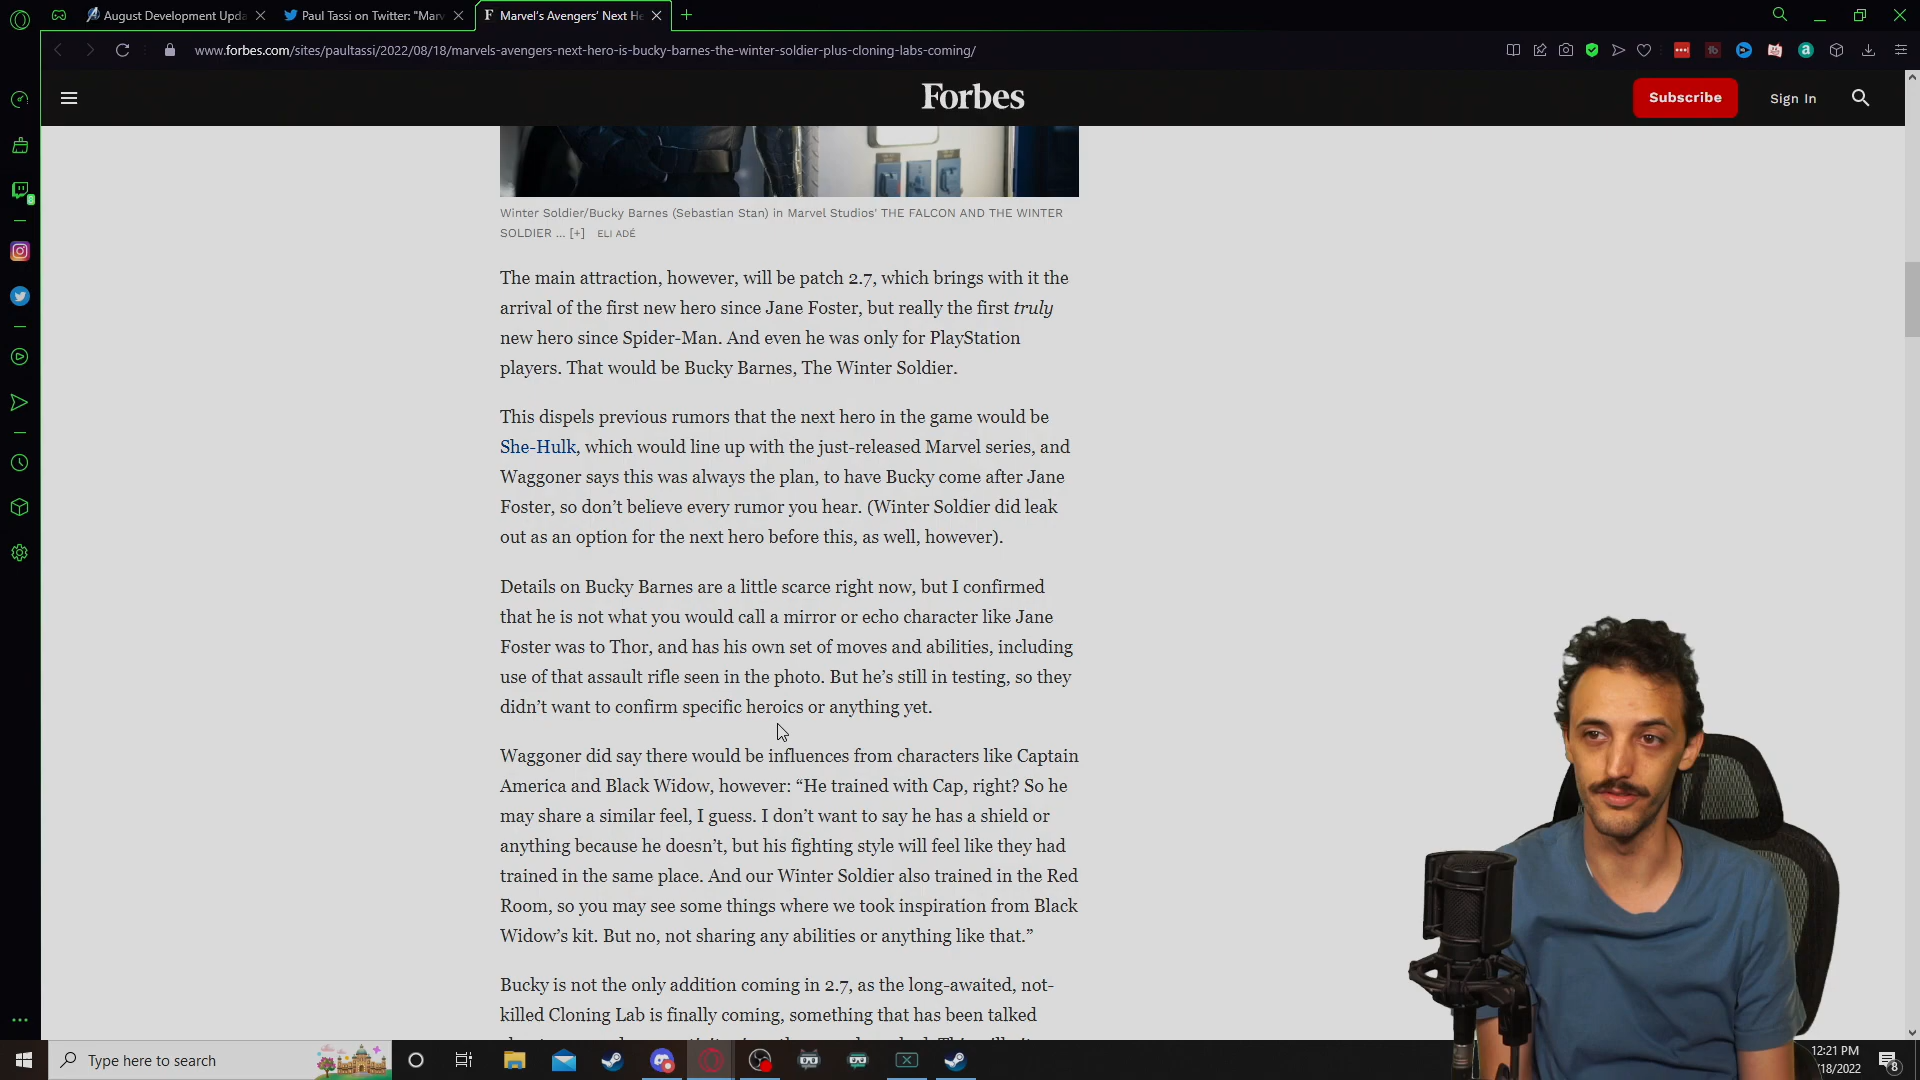 August Development Upda
Paul Tassi on Twitter: "Marv
F Marvel's Avengers' Next He
www.forbes.com/sites/paultassi/2022/08/18/marvels-avengers-next-hero-is-bucky-barnes-the-winter-soldier-plus-cloning-labs-coming/
Forbes
Subscribe
Sign In
Winter Soldier/Bucky Barnes (Sebastian Stan) in Marvel Studios' THE FALCON AND THE WINTER
SOLDIER ... [+] ELI ADÉ
The main attraction, however, will be patch 2.7, which brings with it the
arrival of the first new hero since Jane Foster, but really the first truly
new hero since Spider-Man. And even he was only for PlayStation
players. That would be Bucky Barnes, The Winter Soldier.
This dispels previous rumors that the next hero in the game would be
She-Hulk, which would line up with the just-released Marvel series, and
Waggoner says this was always the plan, to have Bucky come after Jane
Foster, so don't believe every rumor you hear. (Winter Soldier did leak
out as an option for the next hero before this, as well, however).
Details on Bucky Barnes are a little scarce right now, but I confirmed
that he is not what you would call a mirror or echo character like Jane
Foster was to Thor, and has his own set of moves and abilities, including
use of that assault rifle seen in the photo. But he's still in testing, so they
didn't want to confirm specific heroics or anything yet.
Waggoner did say there would be influences from characters like Captain
America and Black Widow, however: “He trained with Cap, right? So he
may share a similar feel, I guess. I don't want to say he has a shield or
anything because he doesn't, but his fighting style will feel like they had
trained in the same place. And our Winter Soldier also trained in the Red
Room, so you may see some things where we took inspiration from Black
Widow's kit. But no, not sharing any abilities or anything like that.”
Bucky is not the only addition coming in 2.7, as the long-awaited, not-
killed Cloning Lab is finally coming, something that has been talked
Type here to search
12:21 PM
/18/2022
8